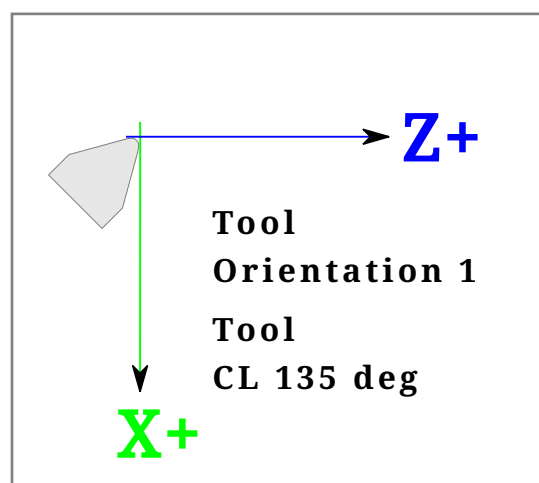 Z+
Tool
Orientation 1
Tool
CL 135 deg
X+